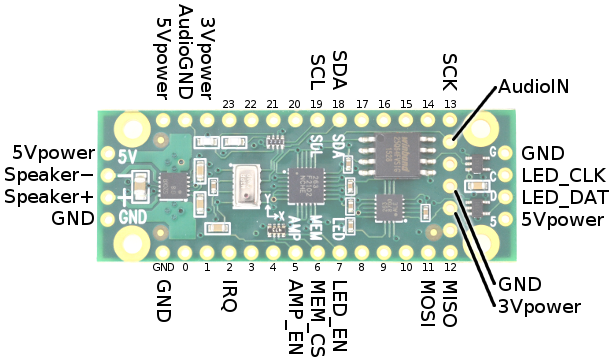 5Vpower
AudioGND
3Vpower
SCL
SDA
SCK
AudioIN
23 22 21 20 19 18 17 16 15 14 13
5Vpower
Speaker-
Speaker+
GND
5V
-
+
GND
SCL
SDA
winbond
G
C
D
5
X
AMP
MEM
LED
GND
LED_CLK
LED_DAT
5Vpower
GND
3Vpower
GND 0 1 2 3 4 5 6 7 8 9 10 11 12
GND
IRQ
AMP_EN
MEM_CS
LED_EN
MOSI
MISO